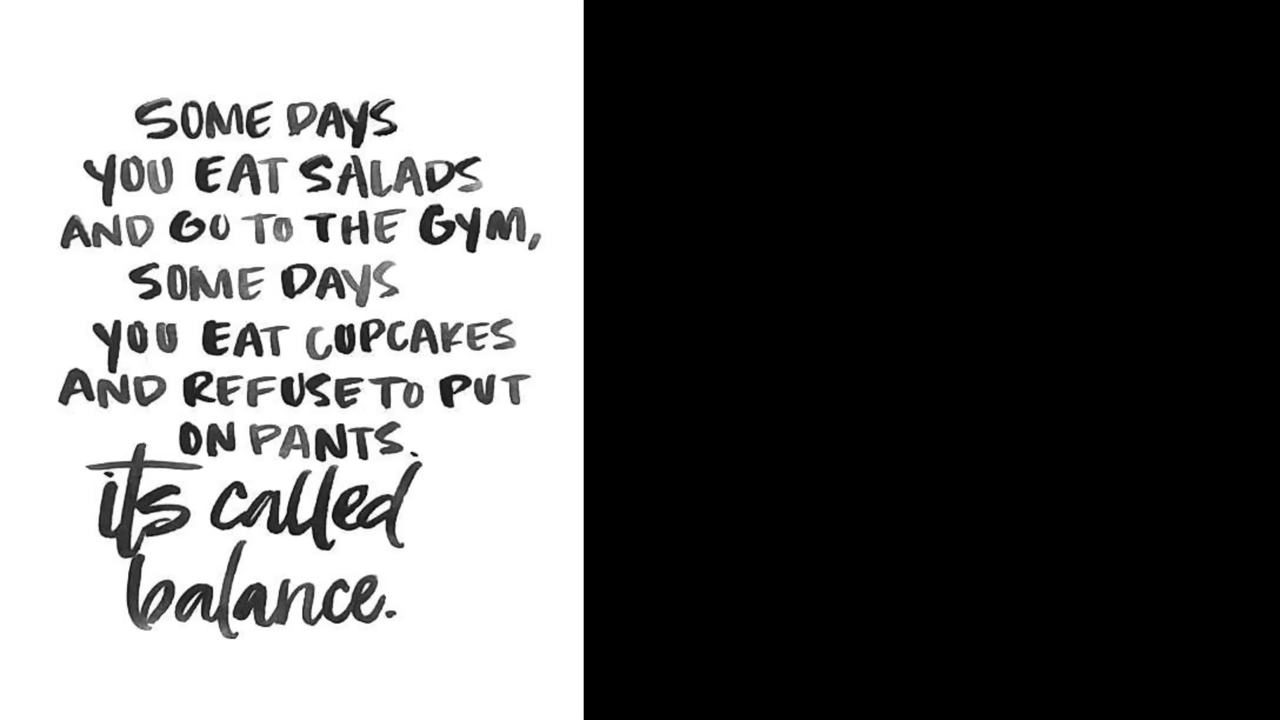 SOME DAYS
YOU EAT SALADS
AND GO TO THE GYM,
SOME DAYS
YOU EAT CUPCAKES
AND REFUSE TO PUT
ON PANTS.
its called
balance.